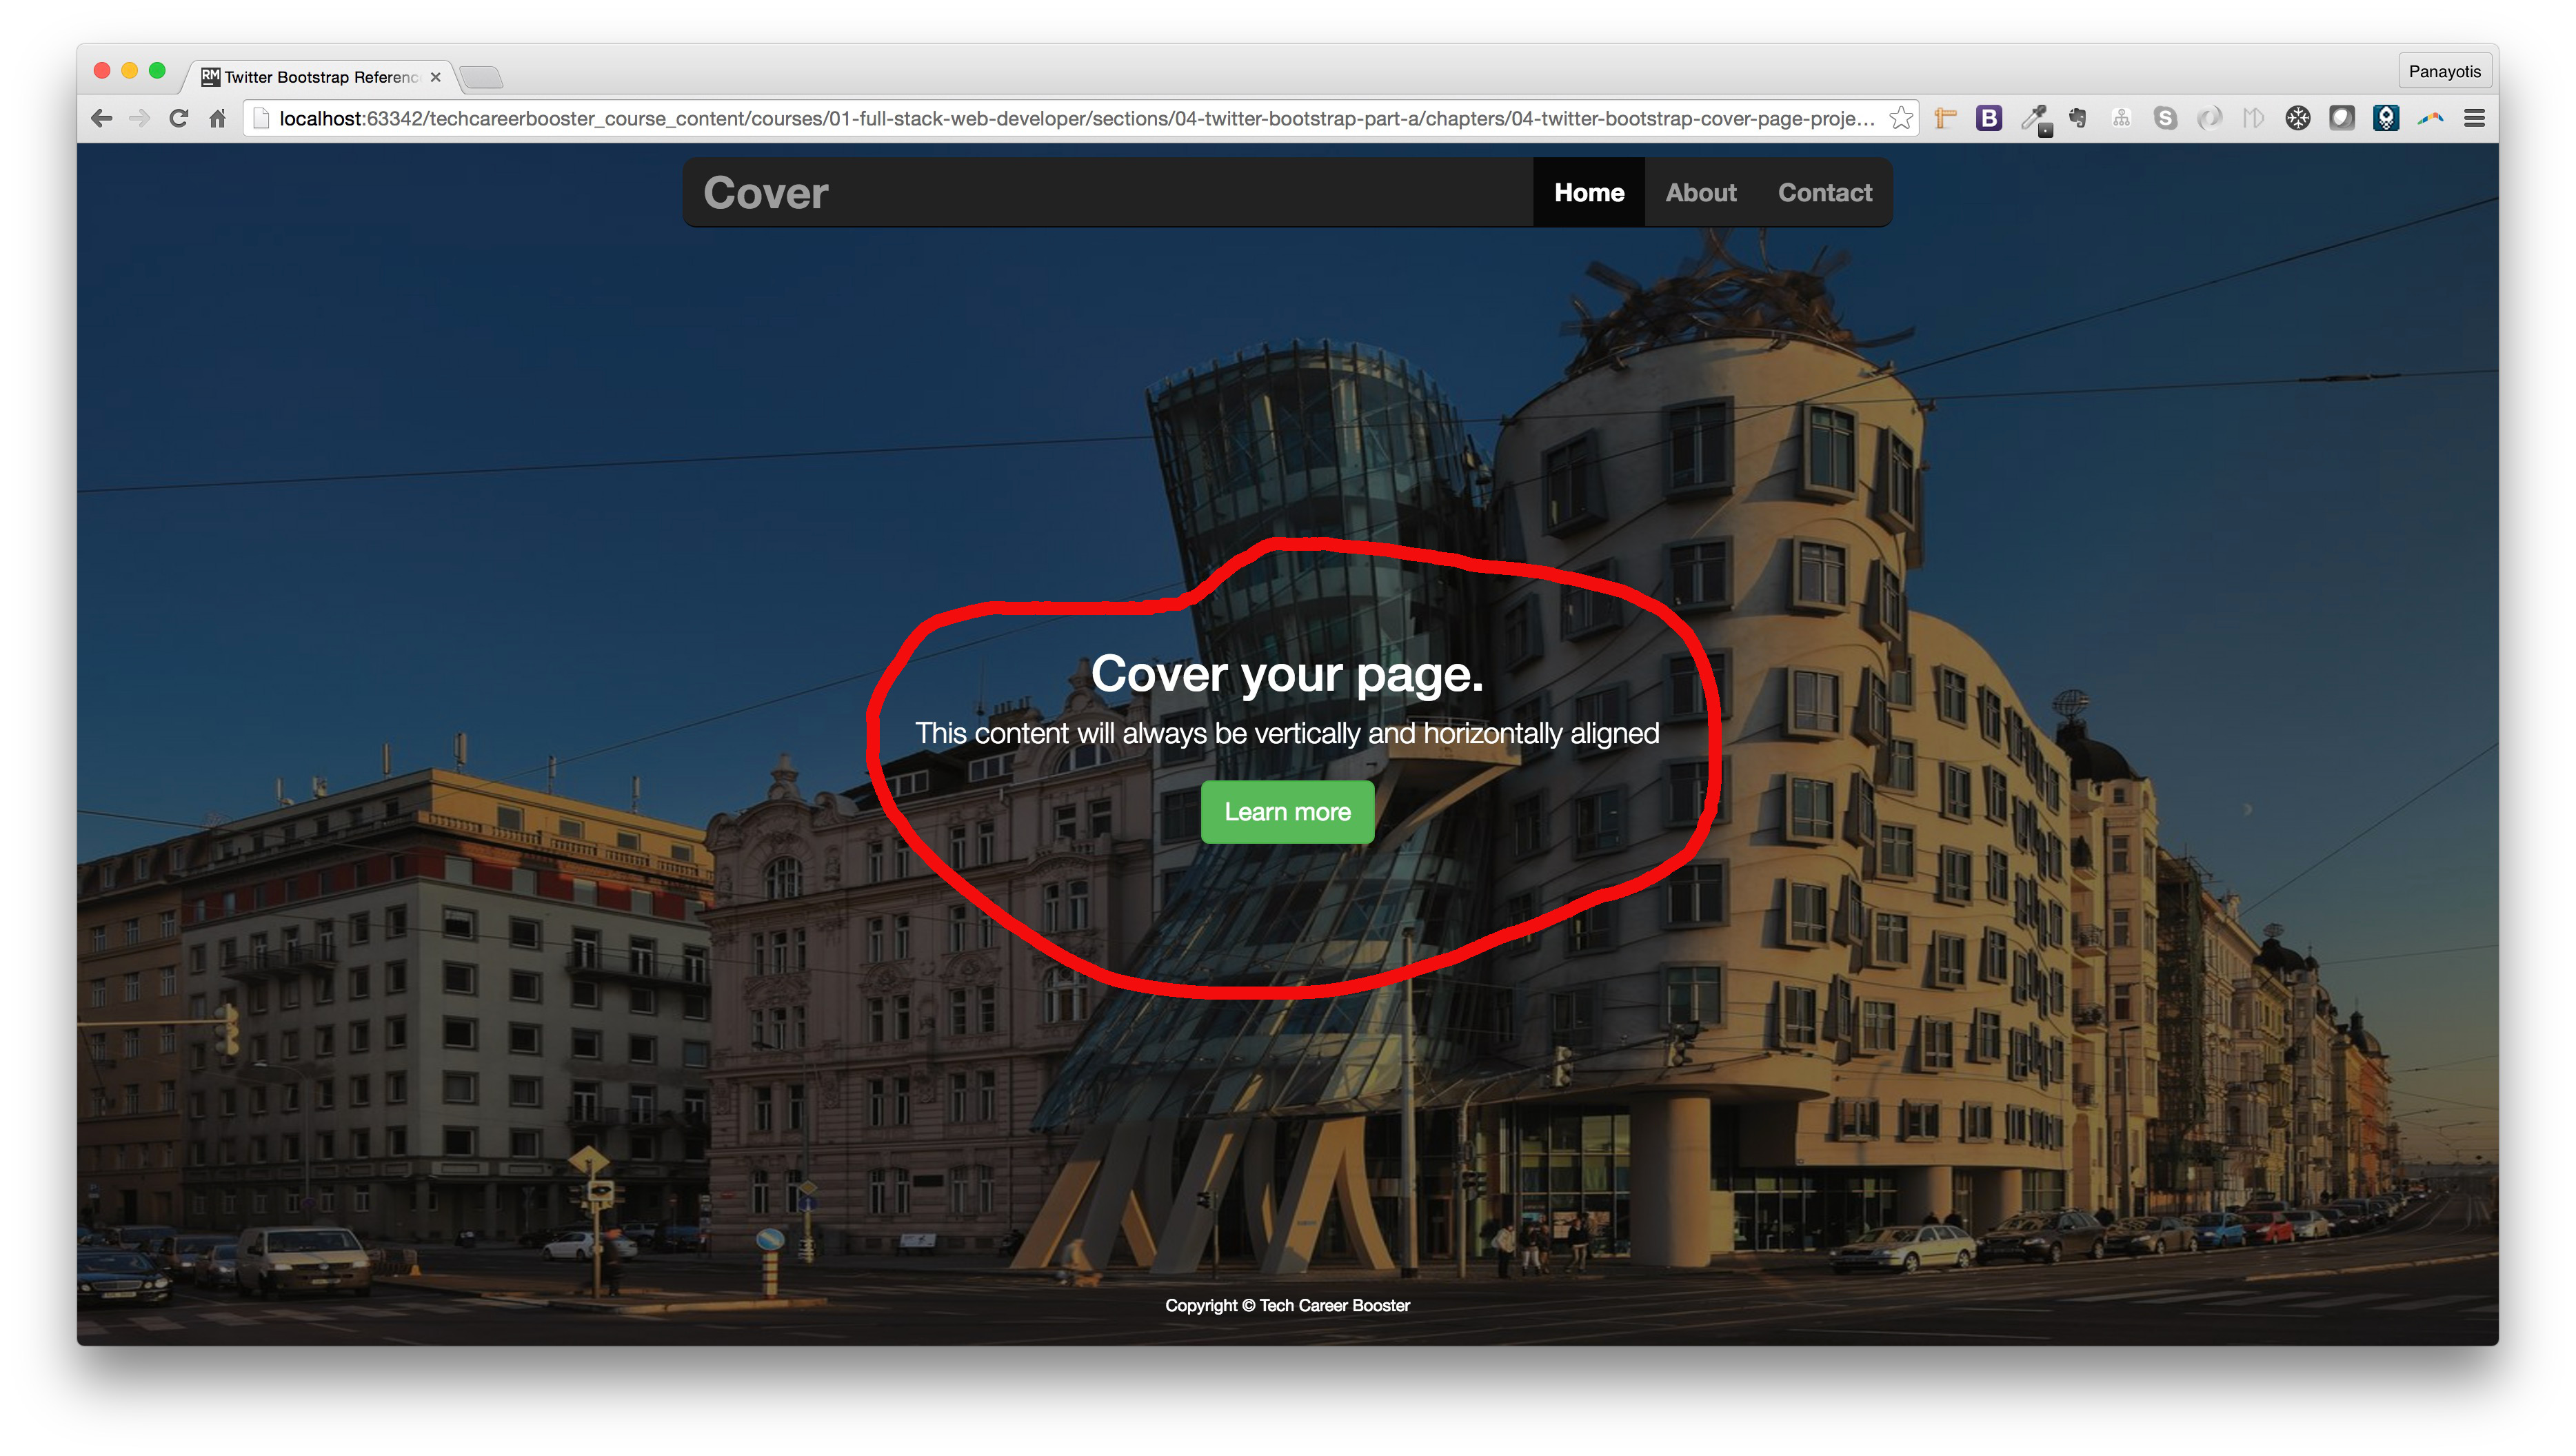 RM Twitter Bootstrap Referenc
Panayotis
localhost:63342/techcareerbooster_course_content/courses/01-full-stack-web-developer/sections/04-twitter-bootstrap-part-a/chapters/04-twitter-bootstrap-cover-page-proje...
Cover
Home About Contact
Cover your page.
This content will always be vertically and horizontally aligned
Learn more
Copyright © Tech Career Booster